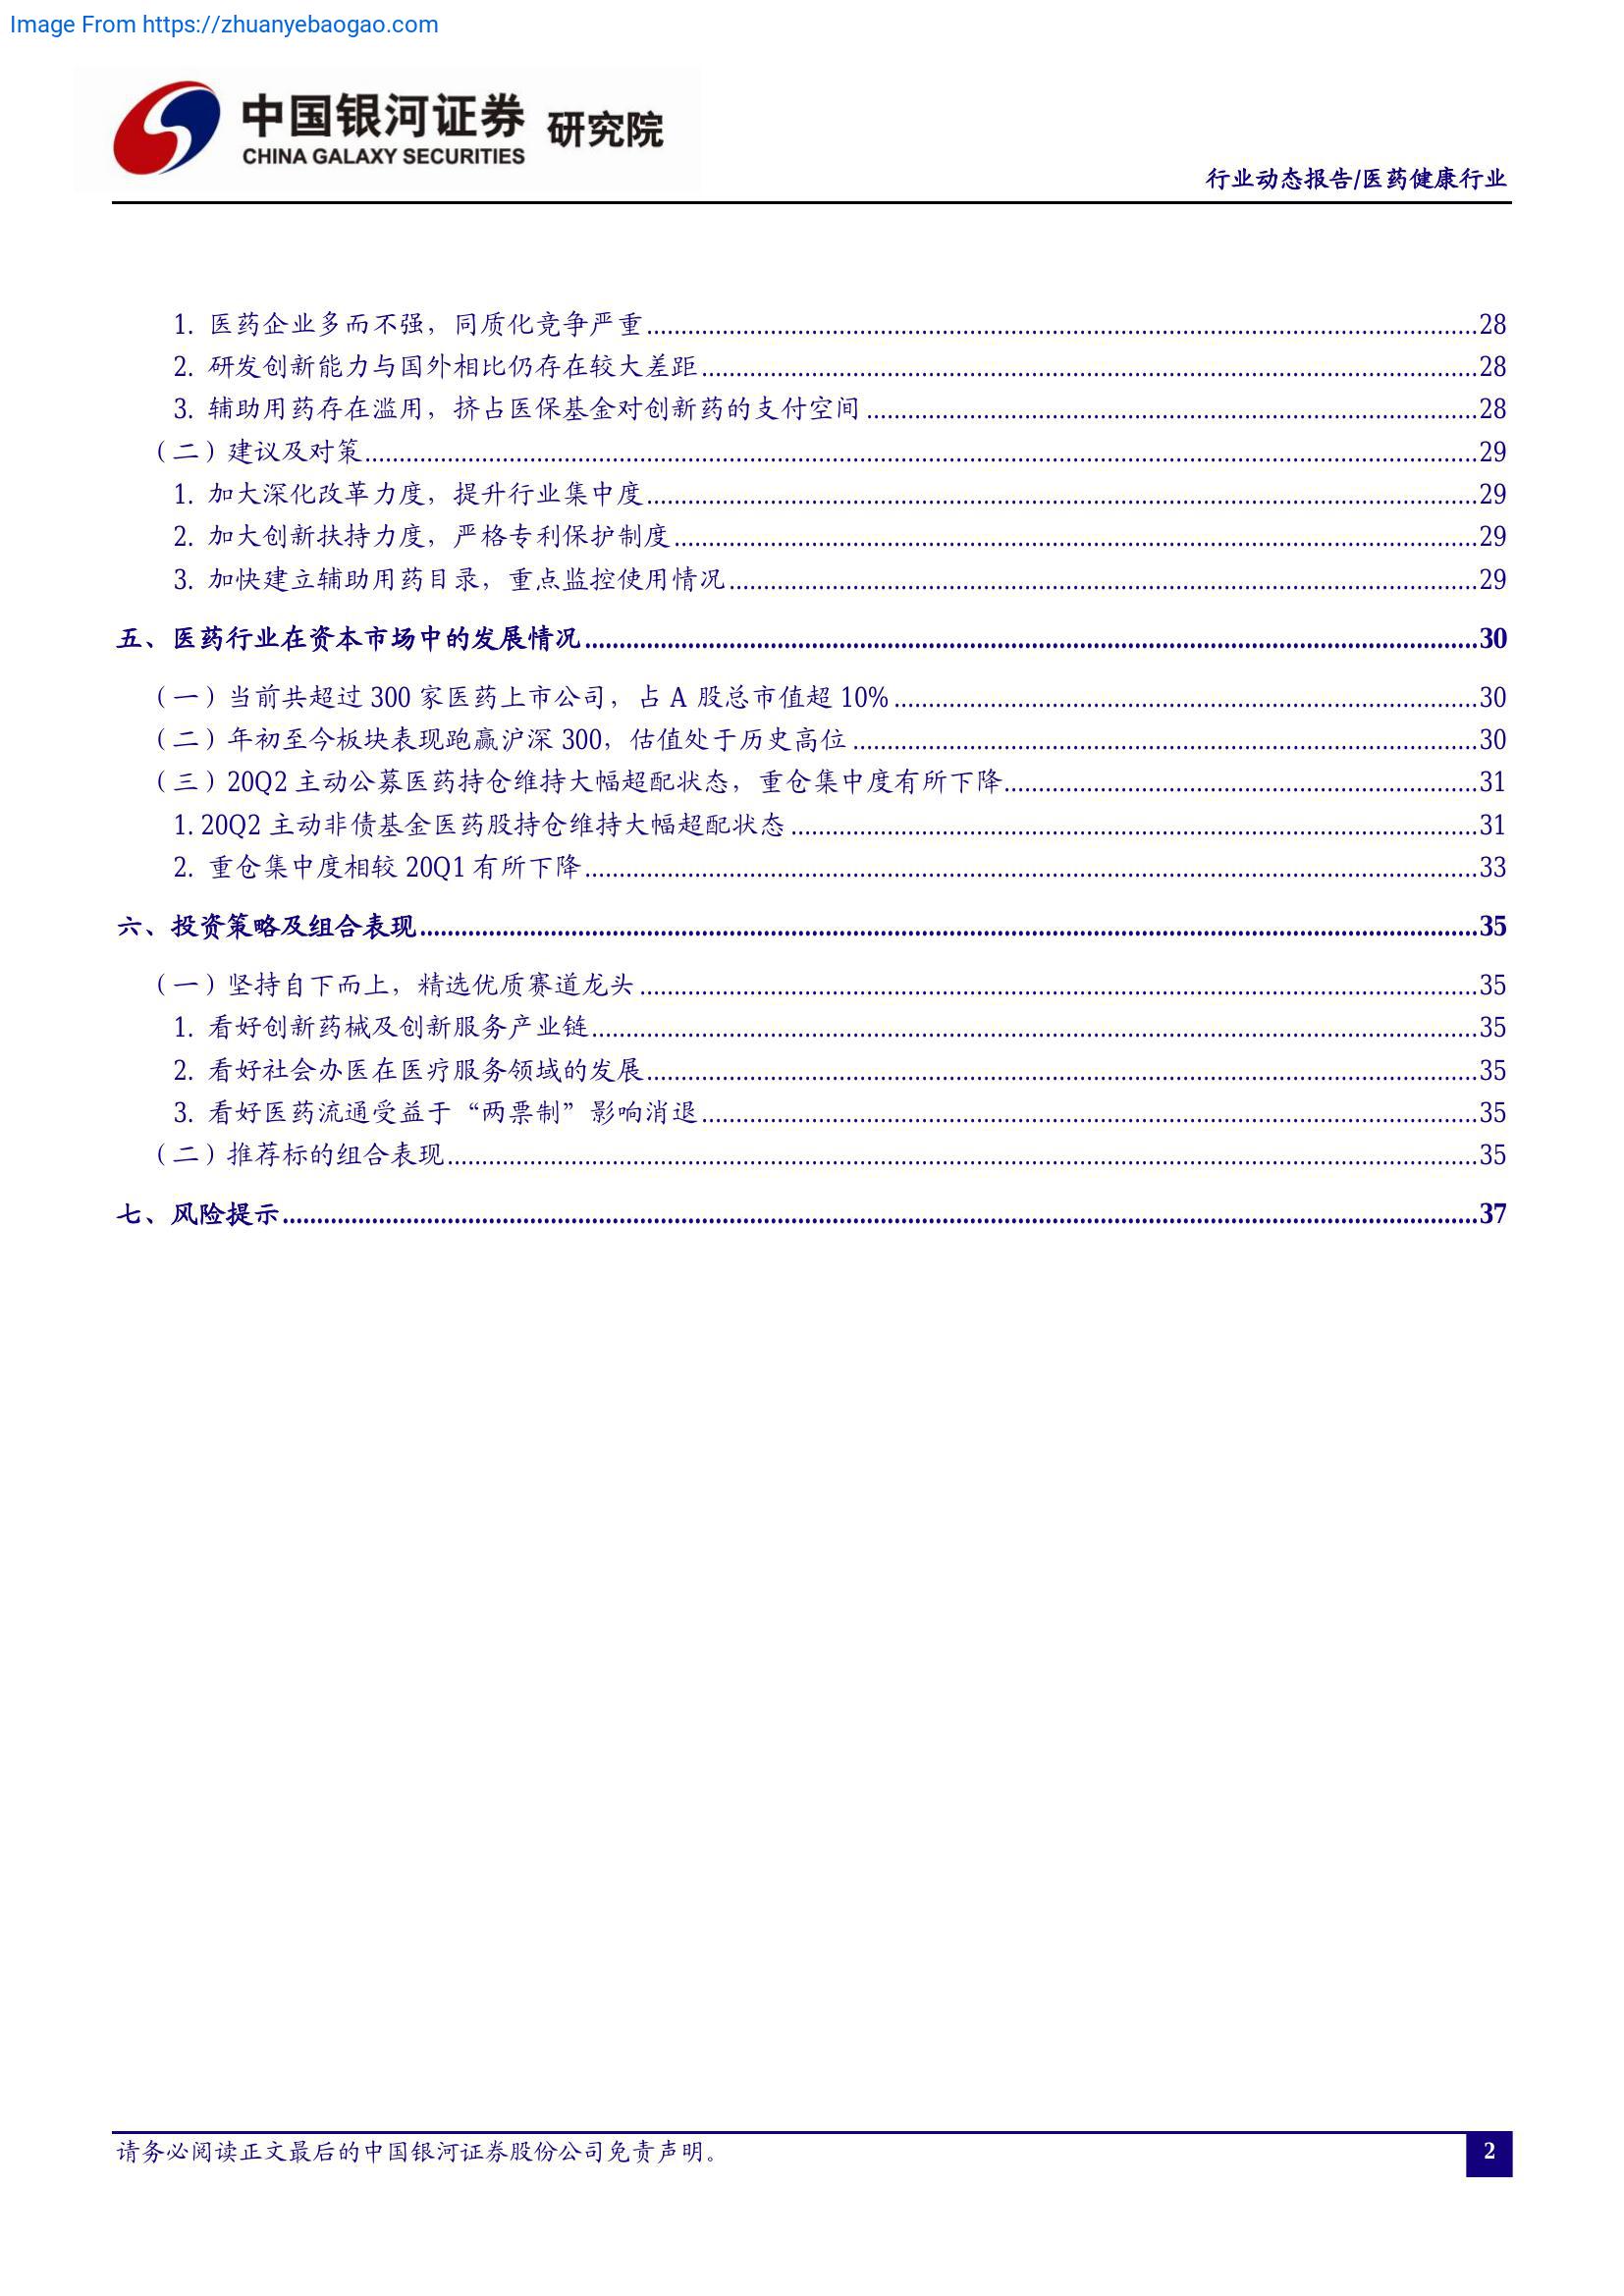 Image From https://zhuanyebaogao.com
中国银河证券 研究院
CHINA GALAXY SECURITIES
行业动态报告/医药健康行业
1. 医药企业多而不强，同质化竞争严重........................28
2. 研发创新能力与国外相比仍存在较大差距........................28
3. 辅助用药存在滥用，挤占医保基金对创新药的支付空间........................28
（二）建议及对策........................29
1. 加大深化改革力度，提升行业集中度........................29
2. 加大创新扶持力度，严格专利保护制度........................29
3. 加快建立辅助用药目录，重点监控使用情况........................29
五、医药行业在资本市场中的发展情况........................30
（一）当前共超过 300 家医药上市公司，占 A 股总市值超 10%........................30
（二）年初至今板块表现跑赢沪深 300，估值处于历史高位........................30
（三）20Q2 主动公募医药持仓维持大幅超配状态，重仓集中度有所下降........................31
1. 20Q2 主动非债基金医药股持仓维持大幅超配状态........................31
2. 重仓集中度相较 20Q1 有所下降........................33
六、投资策略及组合表现........................35
（一）坚持自下而上，精选优质赛道龙头........................35
1. 看好创新药械及创新服务产业链........................35
2. 看好社会办医在医疗服务领域的发展........................35
3. 看好医药流通受益于“两票制”影响消退........................35
（二）推荐标的组合表现........................35
七、风险提示........................37
请务必阅读正文最后的中国银河证券股份公司免责声明。
2